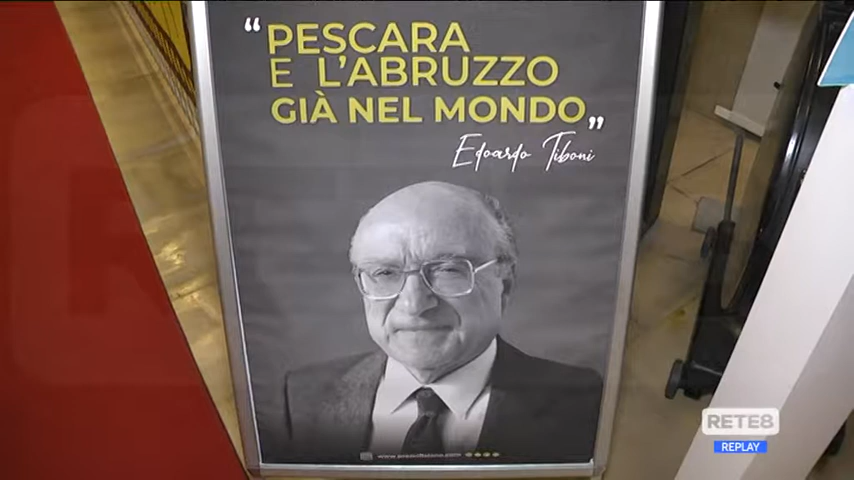 “PESCARA
E L'ABRUZZO
GIÀ NEL MONDO”
Edoardo Tiboni
RETE8
REPLAY